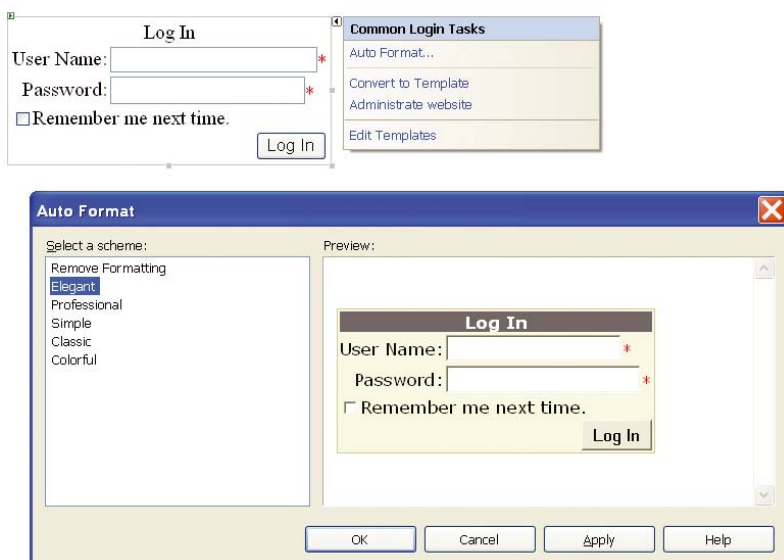 Log In
User Name: *
Password: *
Remember me next time.
Log In
Common Login Tasks
Auto Format...
Convert to Template
Administrate website
Edit Templates
Auto Format
Select a scheme:
Remove Formatting
Elegant
Professional
Simple
Classic
Colorful
Preview:
Log In
User Name: *
Password: *
Remember me next time.
Log In
OK Cancel Apply Help